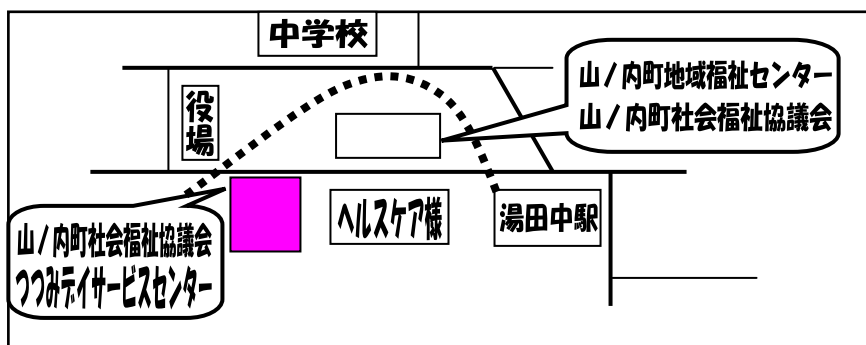 中学校
山ノ内町地域福祉センター
山ノ内町社会福祉協議会
役場
ヘルスケア様
湯田中駅
山ノ内町社会福祉協議会
つつみデイサービスセンター